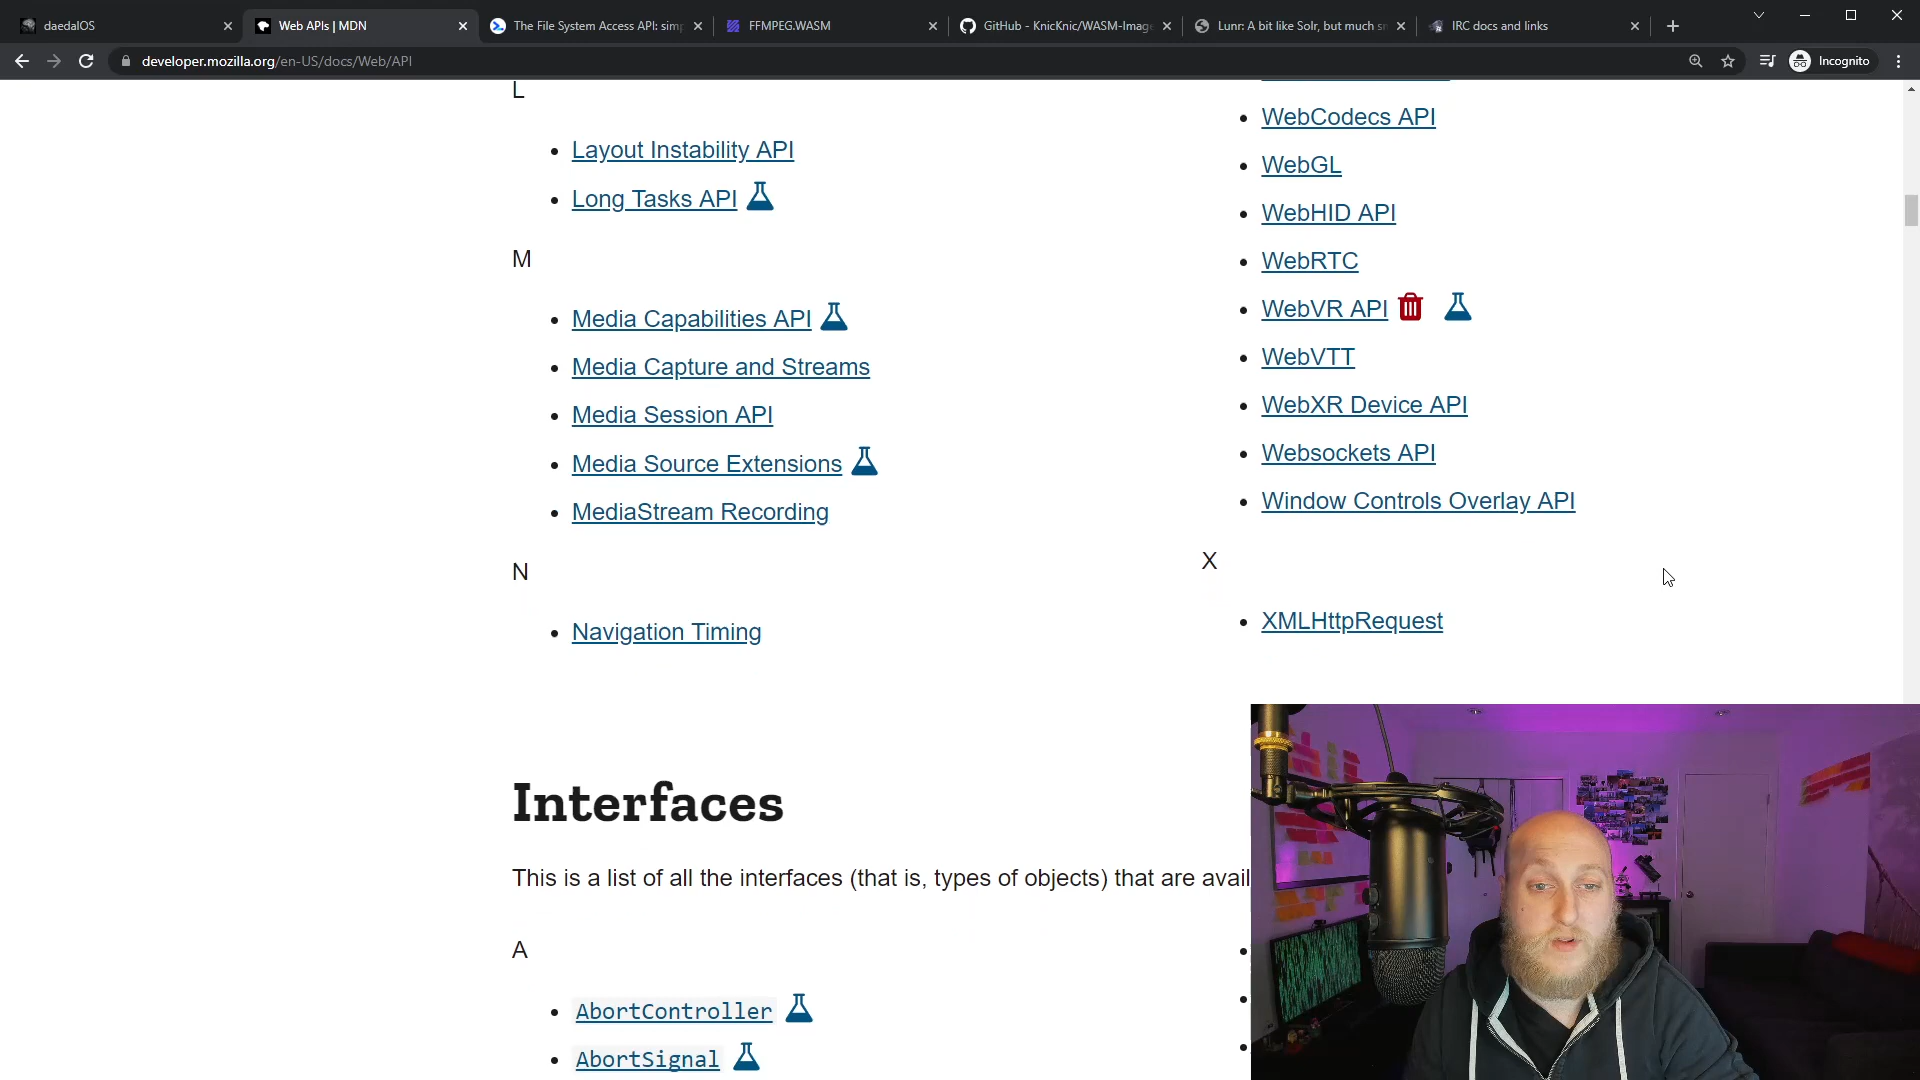 daedalOS
Web APIs | MDN
The File System Access API: sim
FFMPEG.WASM
GitHub - KnicKnic/WASM-Image
Lunr: A bit like Solr, but much s
IRC docs and links
developer.mozilla.org/en-US/docs/Web/API
Incognito
L
Layout Instability API
Long Tasks API
M
Media Capabilities API
Media Capture and Streams
Media Session API
Media Source Extensions
MediaStream Recording
N
Navigation Timing
WebCodecs API
WebGL
WebHID API
WebRTC
WebVR API
WebVTT
WebXR Device API
Websockets API
Window Controls Overlay API
X
XMLHttpRequest
Interfaces
This is a list of all the interfaces (that is, types of objects) that are avail
A
AbortController
AbortSignal